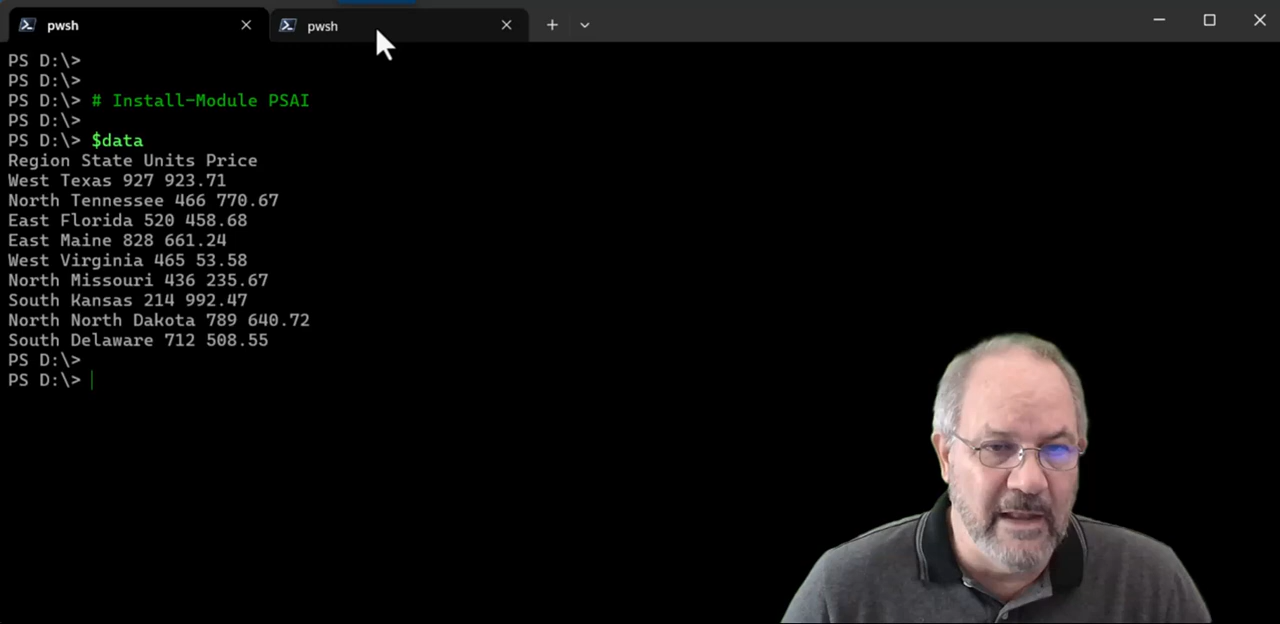 pwsh
pwsh
PS D:\>
PS D:\>
PS D:\> # Install-Module PSAI
PS D:\>
PS D:\> $data
Region State Units Price
West Texas 927 923.71
North Tennessee 466 770.67
East Florida 520 458.68
East Maine 828 661.24
West Virginia 465 53.58
North Missouri 436 235.67
South Kansas 214 992.47
North North Dakota 789 640.72
South Delaware 712 508.55
PS D:\>
PS D:\>